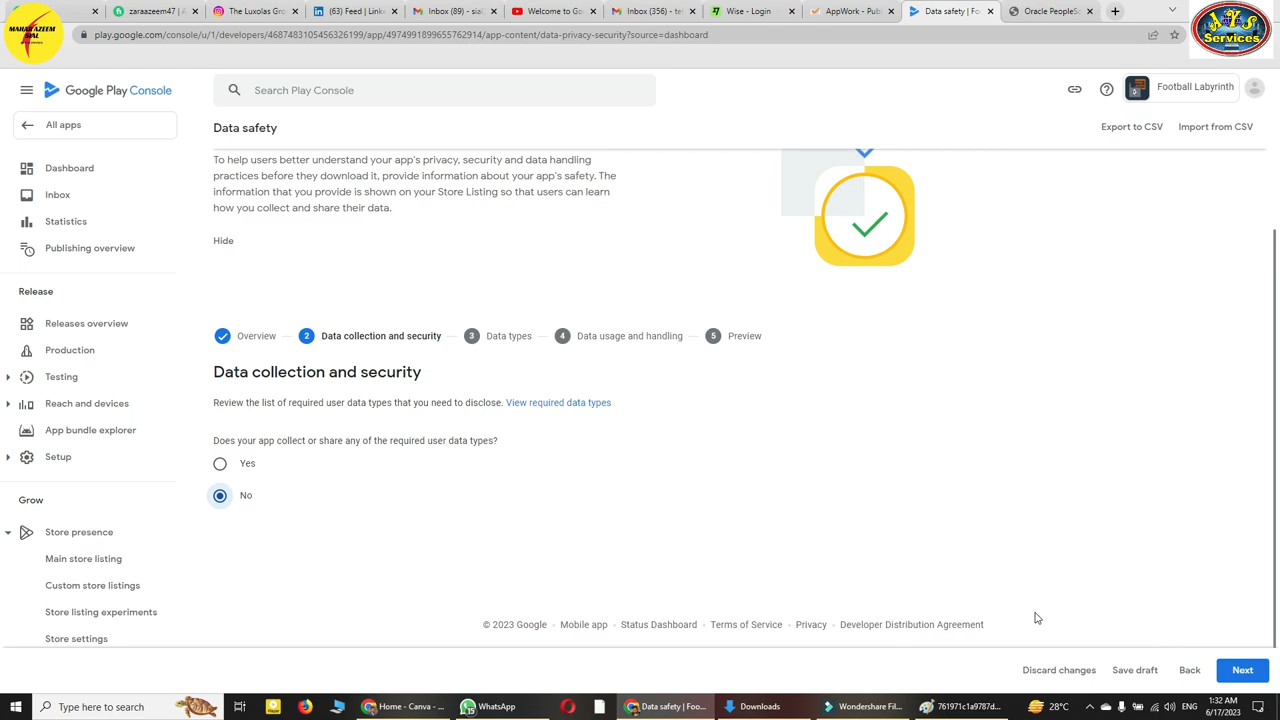 zaraazeem47
The Luxolas Gro
(3) Feed | Linke
Inbox (89) - sia
Welcome to Go
Inbox (356) - te
Wise -
AppWork - Pub
Data safety | Fo
Oracle PeopleS
MAHAR AZEEM
play.google.com/console/u/1/developers/
/app-content/data-privacy-security?source=dashboard
AYS
Services
Google Play Console
Search Play Console
Football Labyrinth
All apps
Data safety
Export to CSV
Import from CSV
Dashboard
Inbox
Statistics
Publishing overview
Release
Releases overview
Production
Testing
Reach and devices
App bundle explorer
Setup
Grow
Store presence
Main store listing
Custom store listings
Store listing experiments
Store settings
To help users better understand your app's privacy, security and data handling
practices before they download it, provide information about your app's safety. The
information that you provide is shown on your Store Listing so that users can learn
how you collect and share their data.
Hide
Overview
2 Data collection and security
3 Data types
4 Data usage and handling
5 Preview
Data collection and security
Review the list of required user data types that you need to disclose. View required data types
Does your app collect or share any of the required user data types?
Yes
No
© 2023 Google · Mobile app · Status Dashboard · Terms of Service · Privacy · Developer Distribution Agreement
Discard changes
Save draft
Back
Next
Type here to search
Home - Canva - ...
WhatsApp
Data safety | Foo...
Downloads
Wondershare Fil...
761971c1a9787d...
28°C
1:32 AM
6/17/2023